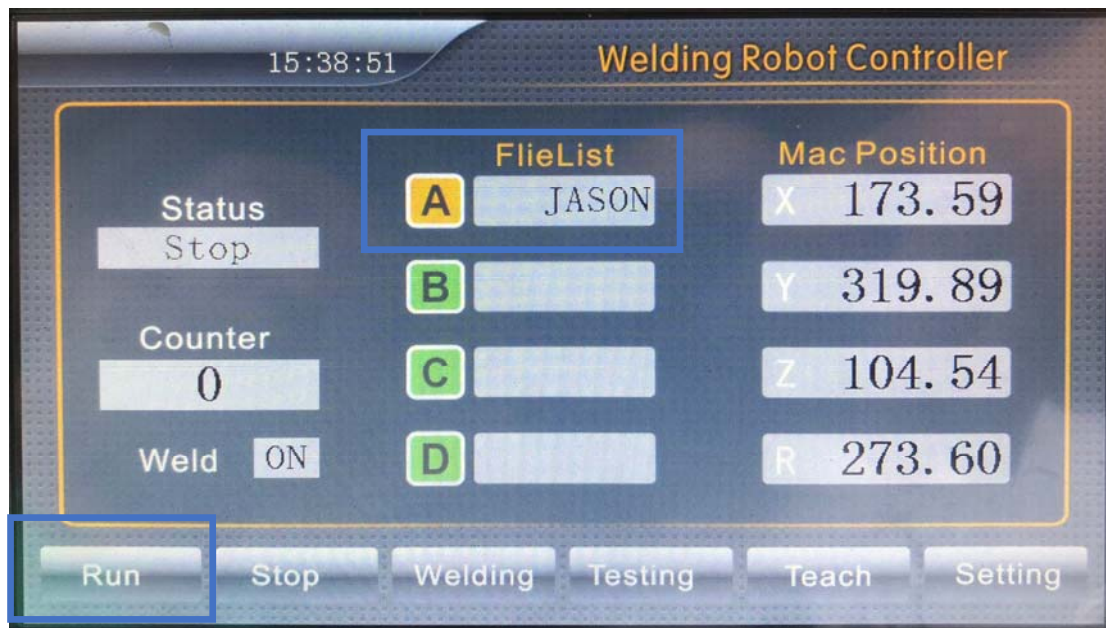 15:38:51
Welding Robot Controller
FlieList
Mac Position
Status
A JASON
X 173.59
Stop
B
Y 319.89
Counter
0
C
Z 104.54
Weld ON
D
R 273.60
Run Stop Welding Testing Teach Setting